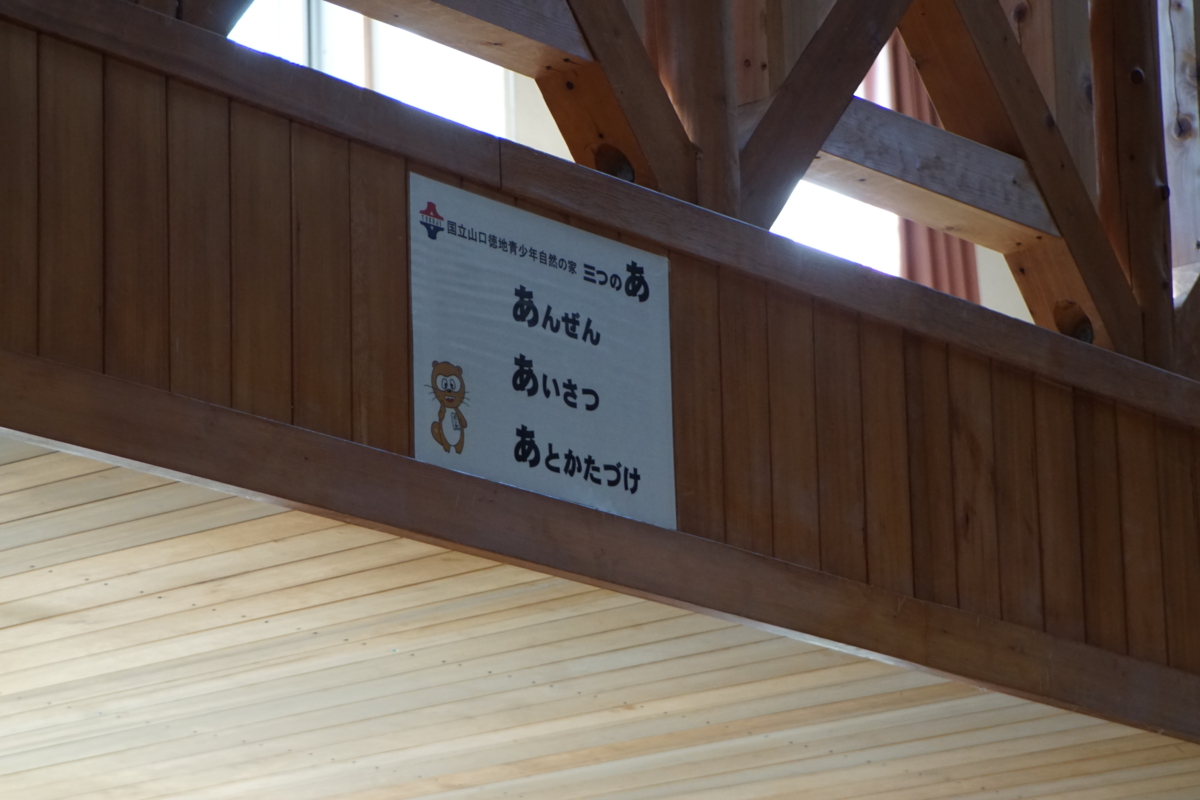 国立山口徳地青少年自然の家 三つのあ
あんぜん
あいさつ
あとかたづけ